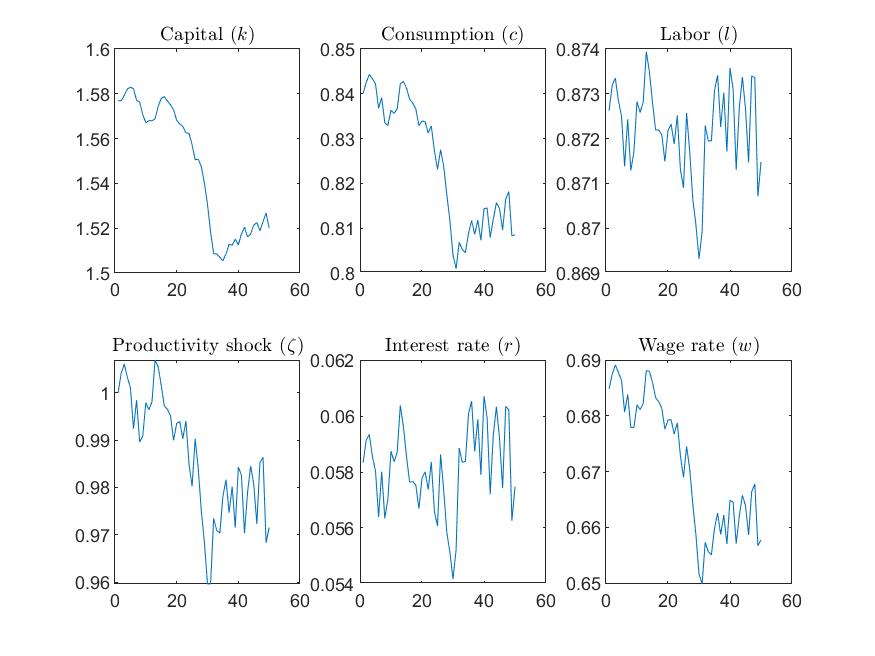 Capital (k)
1.6
1.58
1.56
1.54
1.52
1.5
0 20 40 60
Consumption (c)
0.85
0.84
0.83
0.82
0.81
0.8
0 20 40 60
Labor (l)
0.874
0.873
0.872
0.871
0.87
0.869
0 20 40 60
Productivity shock (ζ)
1
0.99
0.98
0.97
0.96
0 20 40 60
Interest rate (r)
0.062
0.06
0.058
0.056
0.054
0 20 40 60
Wage rate (w)
0.69
0.68
0.67
0.66
0.65
0 20 40 60